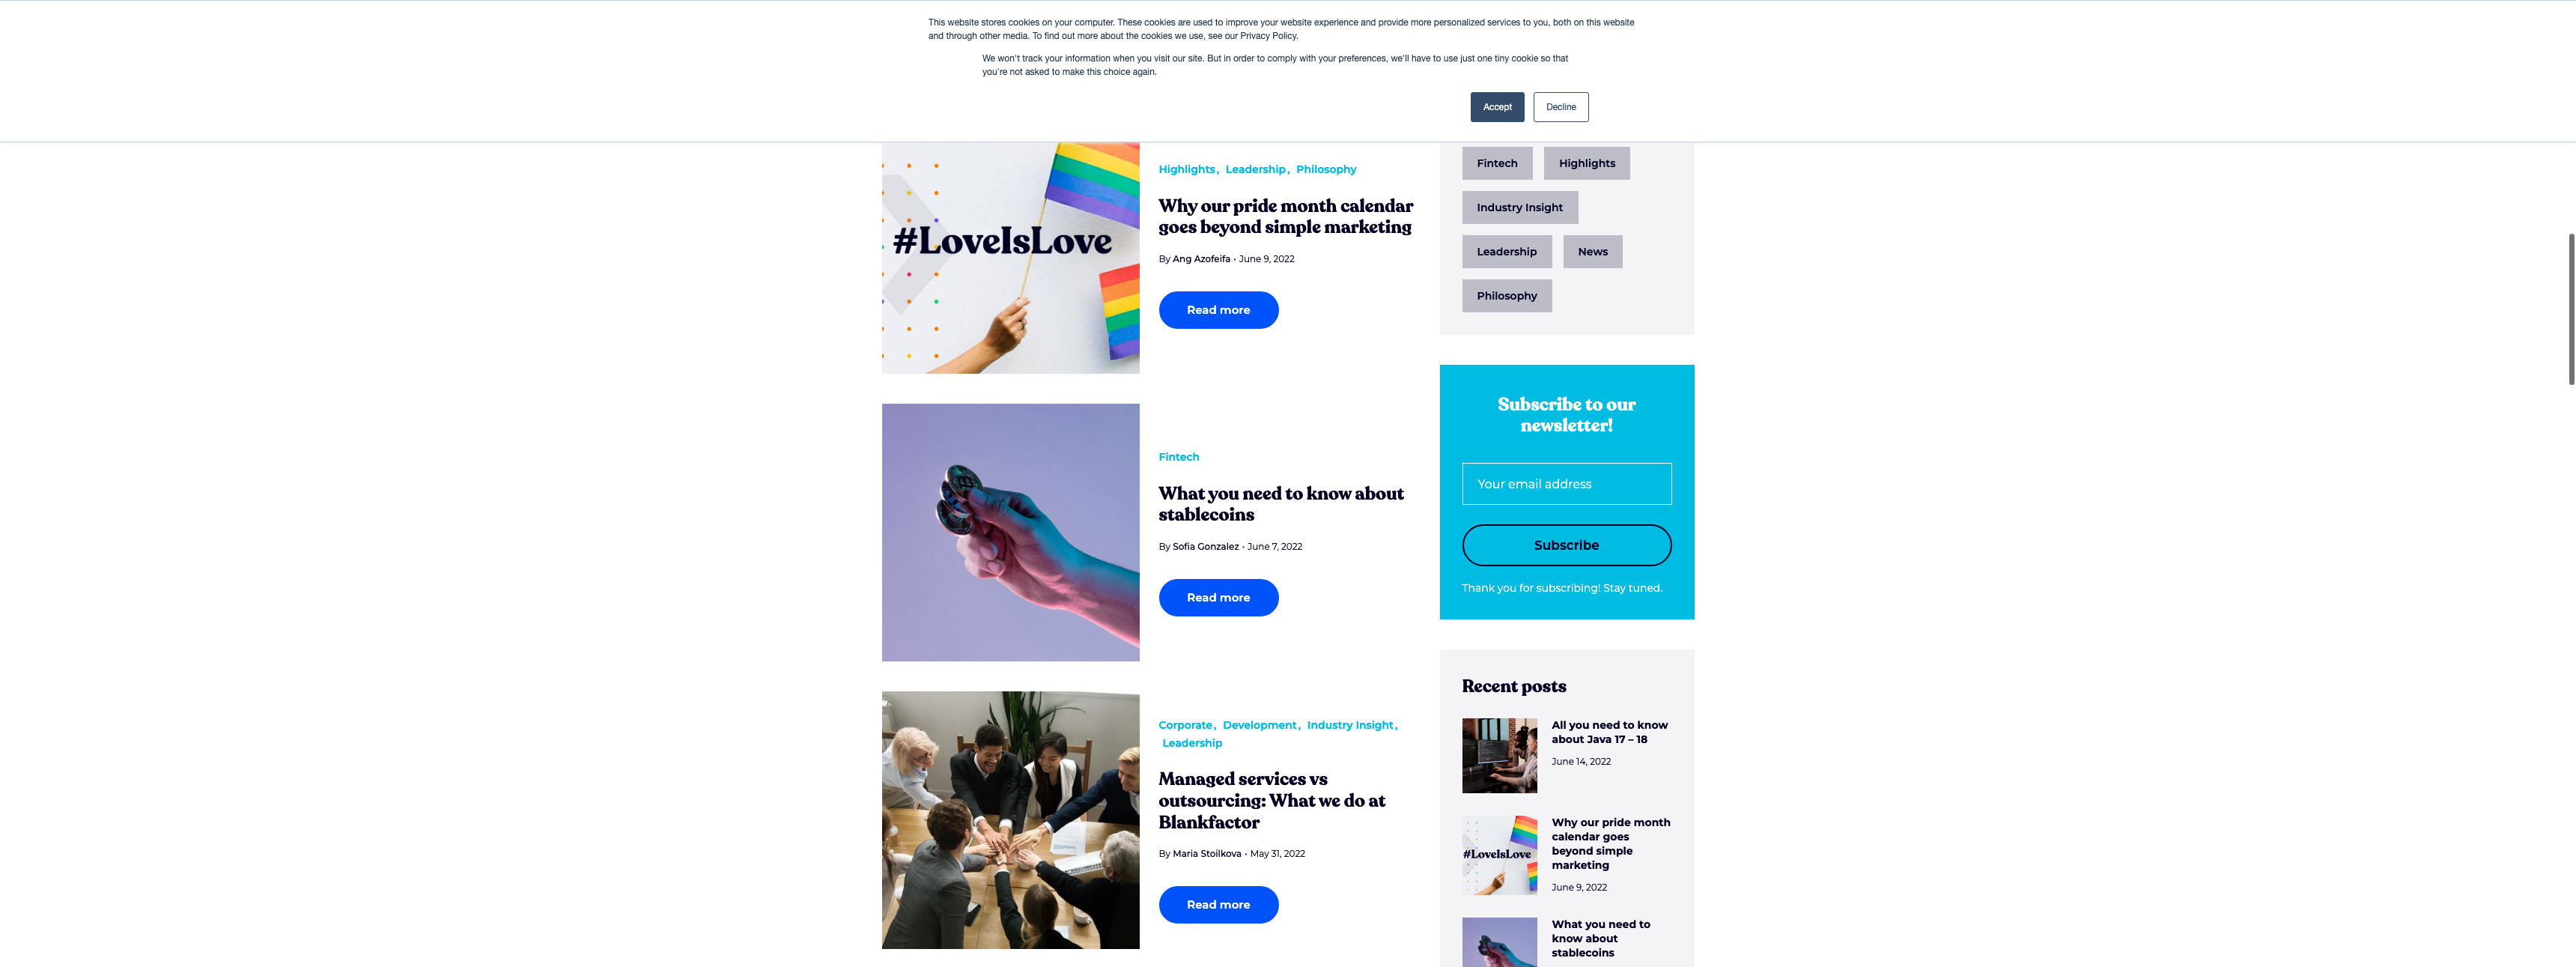 This website stores cookies on your computer. These cookies are used to improve your website experience and provide more personalized services to you, both on this website
and through other media. To find out more about the cookies we use, see our Privacy Policy.
We won't track your information when you visit our site. But in order to comply with your preferences, we'll have to use just one tiny cookie so that
you're not asked to make this choice again.
Accept
Decline
#LoveIsLove
Highlights, Leadership, Philosophy
Why our pride month calendar
goes beyond simple marketing
By Ang Azofeifa • June 9, 2022
Read more
Fintech
What you need to know about
stablecoins
By Sofia Gonzalez • June 7, 2022
Read more
Corporate, Development, Industry Insight,
Leadership
Managed services vs
outsourcing: What we do at
Blankfactor
By Maria Stoilkova • May 31, 2022
Read more
Fintech
Highlights
Industry Insight
Leadership
News
Philosophy
Subscribe to our
newsletter!
Your email address
Subscribe
Thank you for subscribing! Stay tuned.
Recent posts
All you need to know
about Java 17 – 18
June 14, 2022
#LoveIsLove
Why our pride month
calendar goes
beyond simple
marketing
June 9, 2022
What you need to
know about
stablecoins